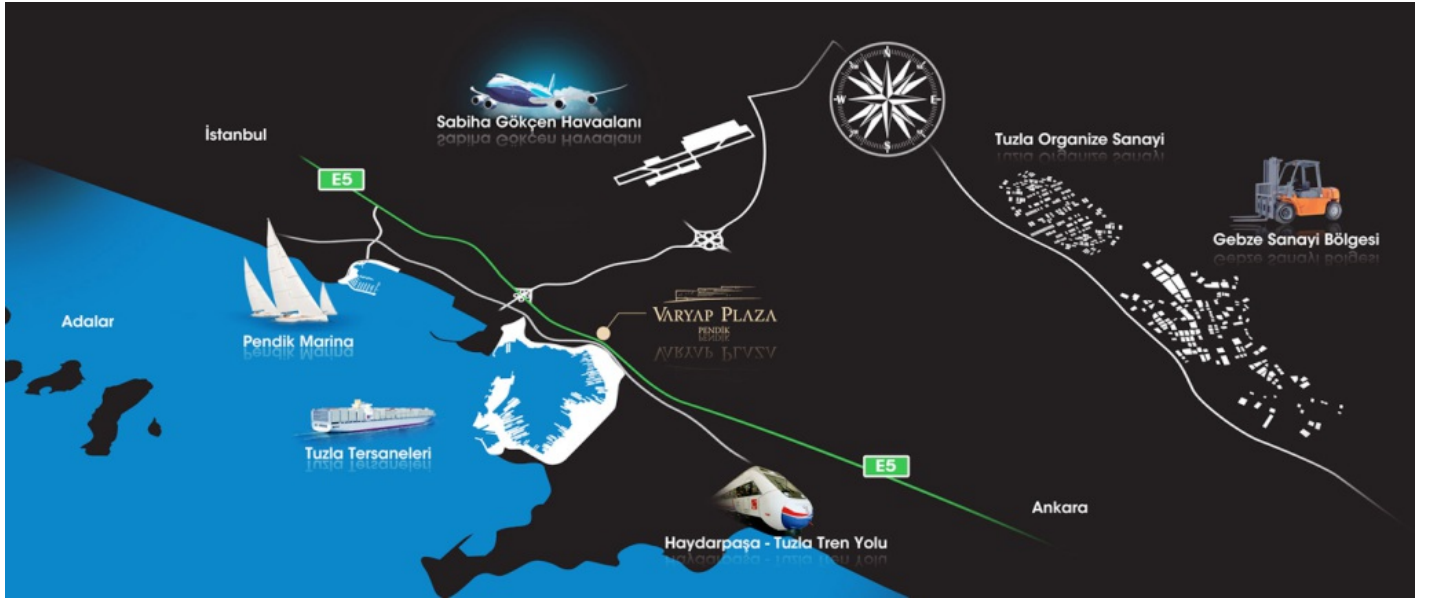 N
W
E
S
Sabiha Gökçen Havaalanı
İstanbul
Tuzla Organize Sanayi
E5
Gebze Sanayi Bölgesi
VARYAP PLAZA
PENDİK
Adalar
Pendik Marina
Tuzla Tersaneleri
E5
Ankara
Haydarpaşa - Tuzla Tren Yolu